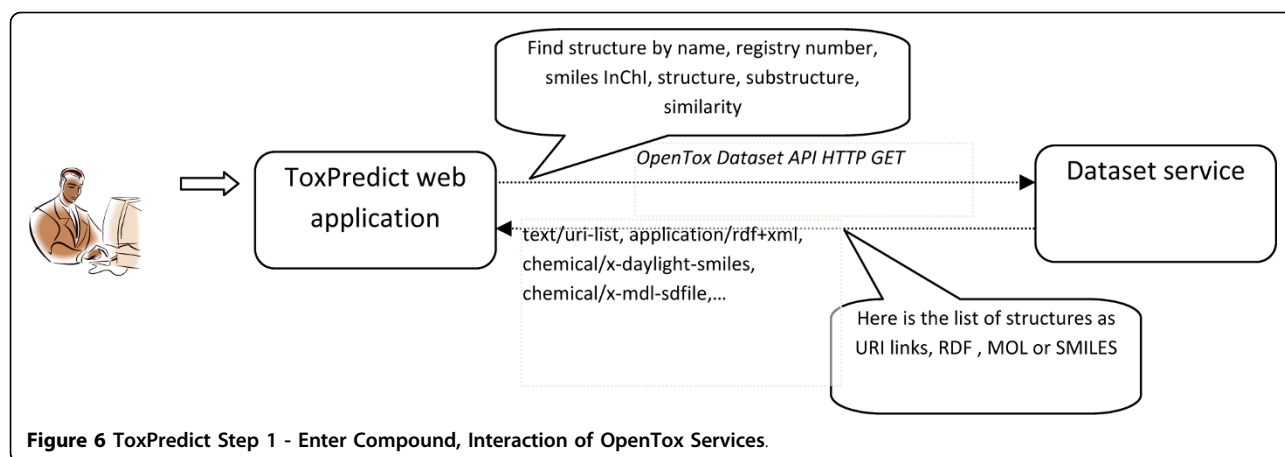 Find structure by name, registry number,
smiles InChI, structure, substructure,
similarity
OpenTox Dataset API HTTP GET
ToxPredict web
application
Dataset service
text/uri-list, application/rdf+xml,
chemical/x-daylight-smiles,
chemical/x-mdl-sdfile,...
Here is the list of structures as
URI links, RDF , MOL or SMILES
Figure 6 ToxPredict Step 1 - Enter Compound, Interaction of OpenTox Services.